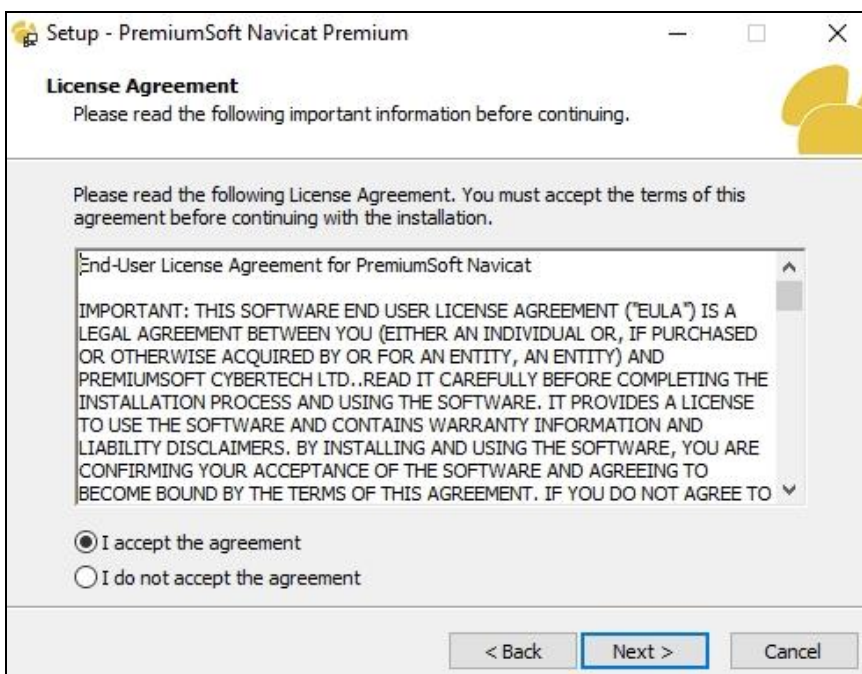 Setup - PremiumSoft Navicat Premium
License Agreement
Please read the following important information before continuing.
Please read the following License Agreement. You must accept the terms of this
agreement before continuing with the installation.
End-User License Agreement for PremiumSoft Navicat
IMPORTANT: THIS SOFTWARE END USER LICENSE AGREEMENT ("EULA") IS A
LEGAL AGREEMENT BETWEEN YOU (EITHER AN INDIVIDUAL OR, IF PURCHASED
OR OTHERWISE ACQUIRED BY OR FOR AN ENTITY, AN ENTITY) AND
PREMIUMSOFT CYBERTECH LTD..READ IT CAREFULLY BEFORE COMPLETING THE
INSTALLATION PROCESS AND USING THE SOFTWARE. IT PROVIDES A LICENSE
TO USE THE SOFTWARE AND CONTAINS WARRANTY INFORMATION AND
LIABILITY DISCLAIMERS. BY INSTALLING AND USING THE SOFTWARE, YOU ARE
CONFIRMING YOUR ACCEPTANCE OF THE SOFTWARE AND AGREEING TO
BECOME BOUND BY THE TERMS OF THIS AGREEMENT. IF YOU DO NOT AGREE TO
I accept the agreement
I do not accept the agreement
< Back Next > Cancel